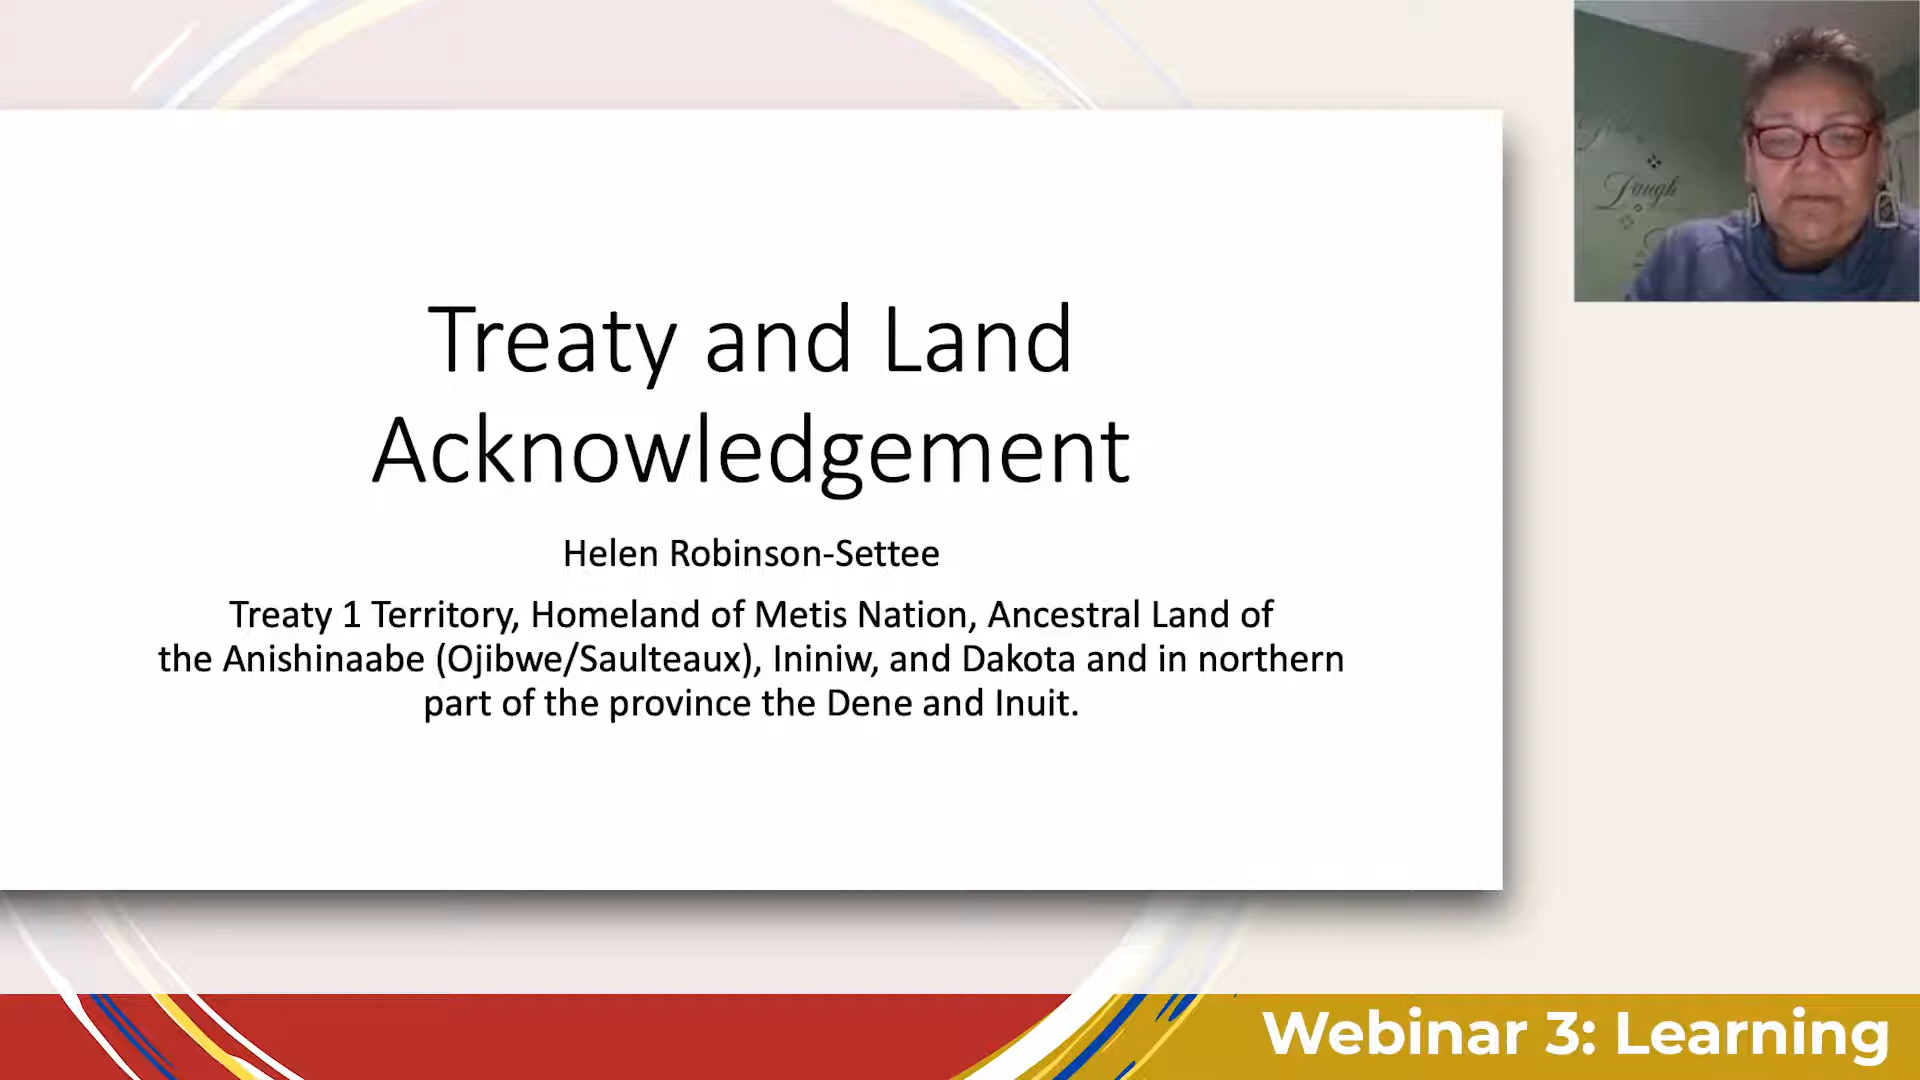 Treaty and Land
Acknowledgement
Helen Robinson-Settee
Treaty 1 Territory, Homeland of Metis Nation, Ancestral Land of
the Anishinaabe (Ojibwe/Saulteaux), Ininiw, and Dakota and in northern
part of the province the Dene and Inuit.
Laugh
Webinar 3: Learning